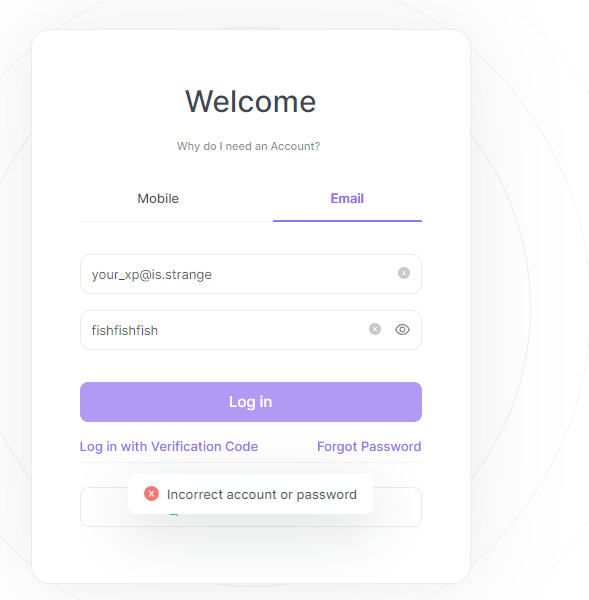 Welcome
Why do I need an Account?
Mobile
Email
your_xp@is.strange
fishfishfish
Log in
Log in with Verification Code
Forgot Password
Incorrect account or password